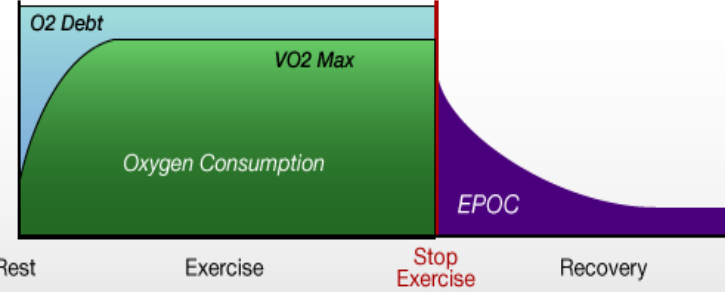 O2 Debt
VO2 Max
Oxygen Consumption
EPOC
Rest
Exercise
Stop
Exercise
Recovery